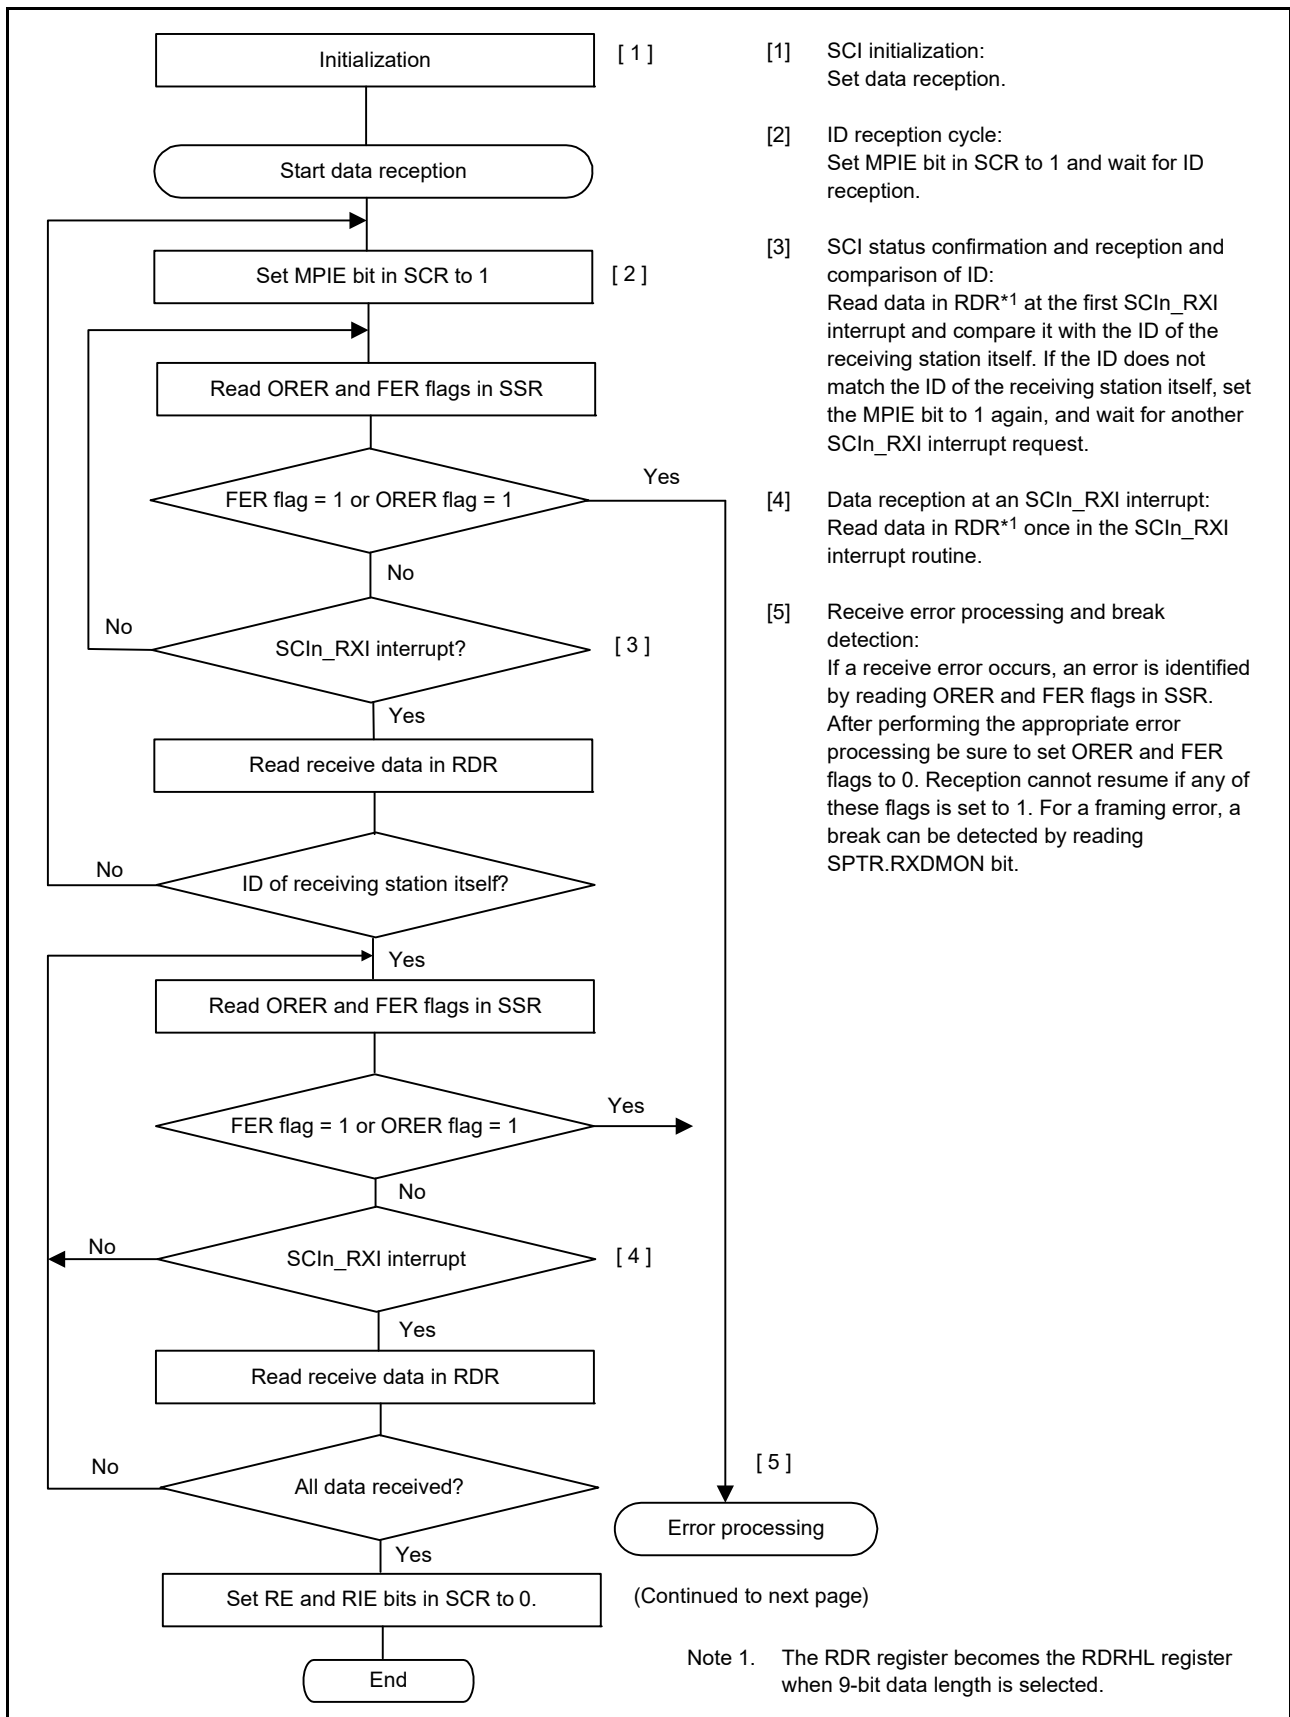 Initialization
[ 1 ]
Start data reception
Set MPIE bit in SCR to 1
[ 2 ]
Read ORER and FER flags in SSR
FER flag = 1 or ORER flag = 1
Yes
No
SCIn_RXI interrupt?
No
[ 3 ]
Yes
Read receive data in RDR
ID of receiving station itself?
No
Yes
Read ORER and FER flags in SSR
FER flag = 1 or ORER flag = 1
Yes
No
SCIn_RXI interrupt
No
[ 4 ]
Yes
Read receive data in RDR
All data received?
No
Yes
Set RE and RIE bits in SCR to 0.
End
[ 5 ]
Error processing
(Continued to next page)
[1] SCI initialization:
Set data reception.
[2] ID reception cycle:
Set MPIE bit in SCR to 1 and wait for ID
reception.
[3] SCI status confirmation and reception and
comparison of ID:
Read data in RDR*1 at the first SCIn_RXI
interrupt and compare it with the ID of the
receiving station itself. If the ID does not
match the ID of the receiving station itself, set
the MPIE bit to 1 again, and wait for another
SCIn_RXI interrupt request.
[4] Data reception at an SCIn_RXI interrupt:
Read data in RDR*1 once in the SCIn_RXI
interrupt routine.
[5] Receive error processing and break
detection:
If a receive error occurs, an error is identified
by reading ORER and FER flags in SSR.
After performing the appropriate error
processing be sure to set ORER and FER
flags to 0. Reception cannot resume if any of
these flags is set to 1. For a framing error, a
break can be detected by reading
SPTR.RXDMON bit.
Note 1. The RDR register becomes the RDRHL register
when 9-bit data length is selected.